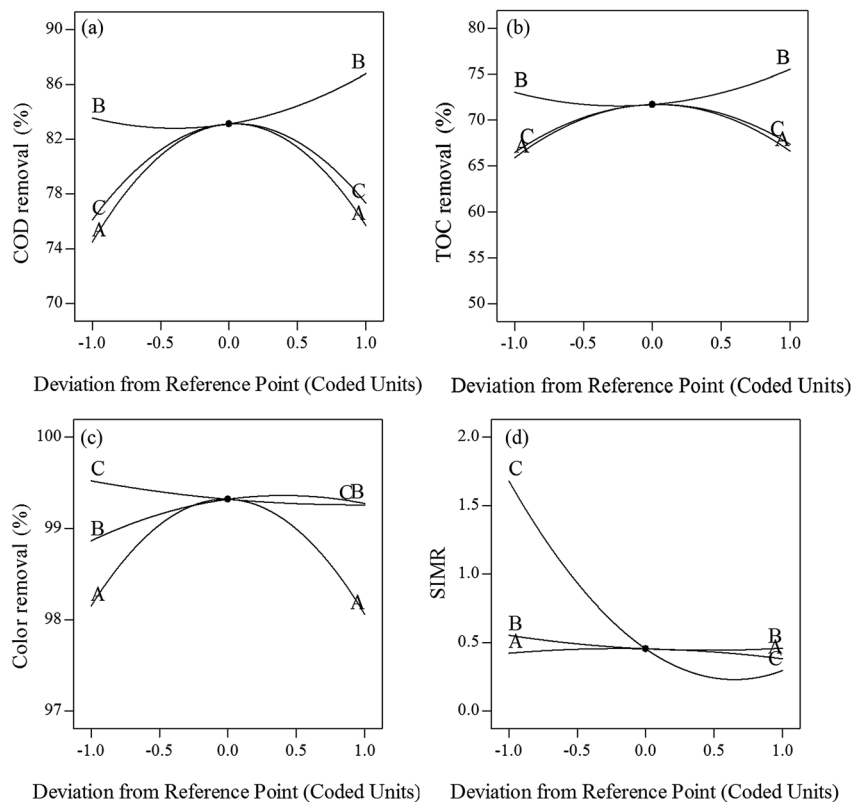 (a)
90
86
82
78
74
70
COD removal (%)
B
B
C
A
C
A
-1.0
-0.5
0.0
0.5
1.0
Deviation from Reference Point (Coded Units)
(b)
80
75
70
65
60
55
50
TOC removal (%)
B
B
C
A
C
A
-1.0
-0.5
0.0
0.5
1.0
Deviation from Reference Point (Coded Units)
(c)
100
99
98
97
Color removal (%)
C
B
A
C
B
A
-1.0
-0.5
0.0
0.5
1.0
Deviation from Reference Point (Coded Units)
(d)
2.0
1.5
1.0
0.5
0.0
SIMR
C
B
A
B
A
C
-1.0
-0.5
0.0
0.5
1.0
Deviation from Reference Point (Coded Units)